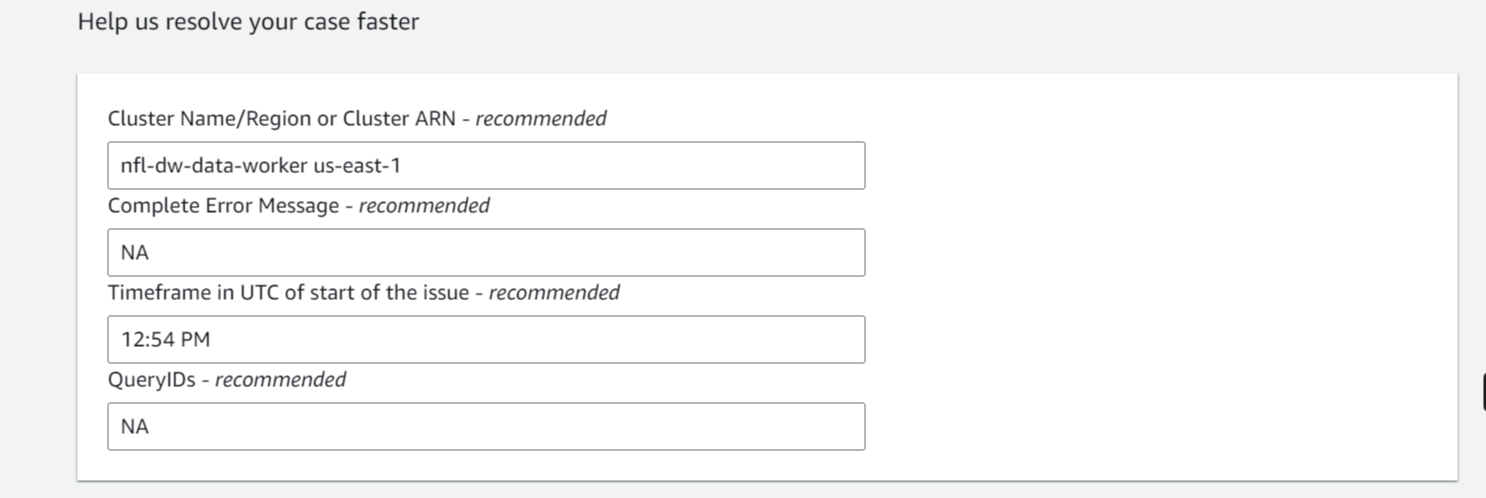 Help us resolve your case faster
Cluster Name/Region or Cluster ARN - recommended
nfl-dw-data-worker us-east-1
Complete Error Message - recommended
NA
Timeframe in UTC of start of the issue - recommended
12:54 PM
QueryIDs - recommended
NA